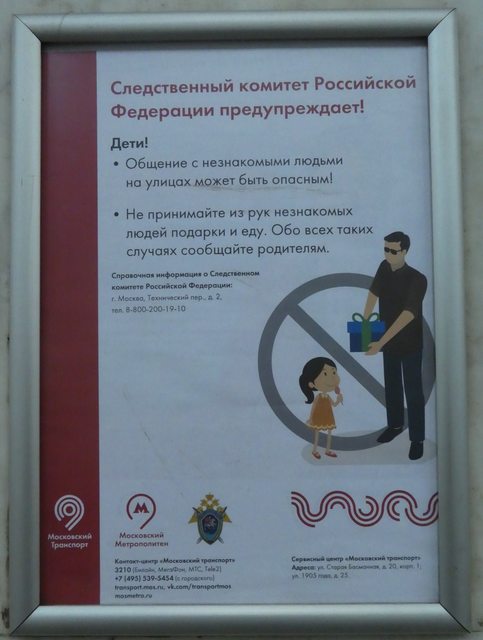 Следственный комитет Российской
Федерации предупреждает!
Дети!
• Общение с незнакомыми людьми
на улицах может быть опасным!
• Не принимайте из рук незнакомых
людей подарки и еду. Обо всех таких
случаях сообщайте родителям.
Справочная информация о Следственном
комитете Российской Федерации:
г. Москва, Технический пер., д. 2,
тел. 8-800-200-19-10
Московский
Транспорт
Московский
Метрополитен
Контакт-центр «Московский транспорт»
3210 (Билайн, МегаФон, МТС, Tele2)
+7 (495) 539-5454 (с городского)
transport.mos.ru, vk.com/transportmos
mosmetro.ru
Сервисный центр «Московский транспорт»
Адреса: ул. Старая Басманная, д. 20, корп. 1;
ул. 1905 года, д. 25.